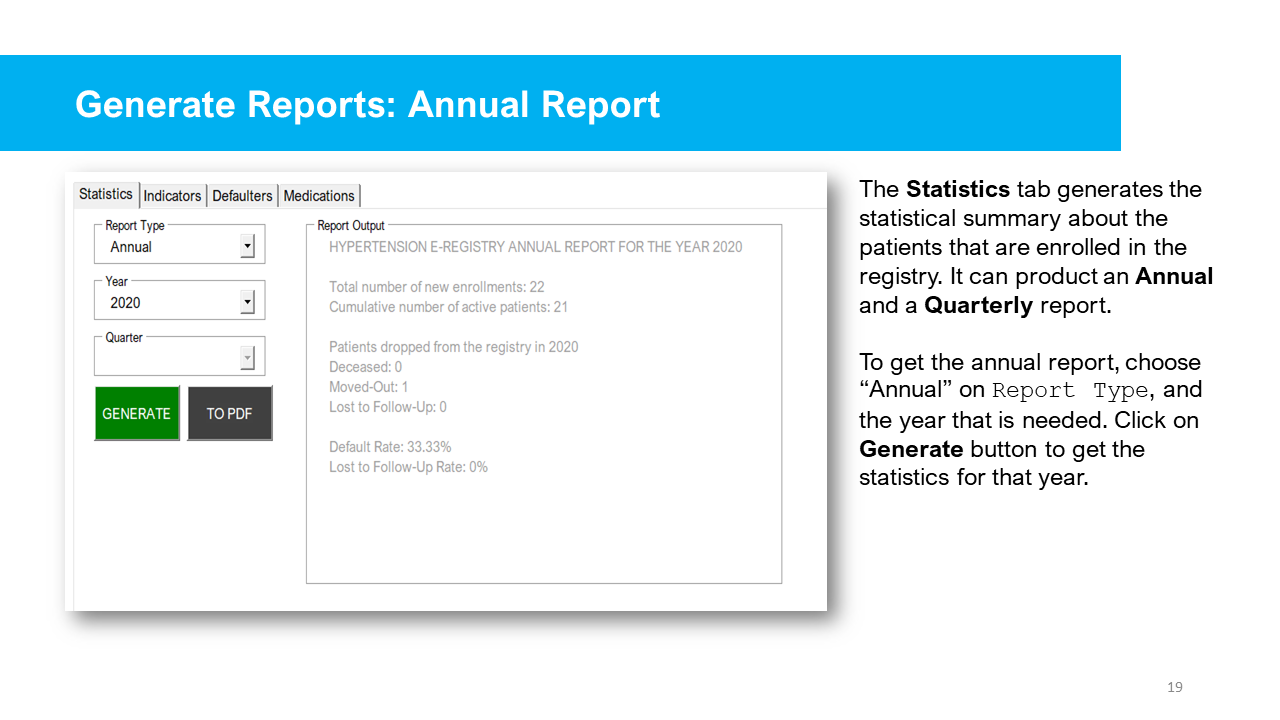 Generate Reports: Annual Report
Statistics
Indicators
Defaulters
Medications
Report Type
Annual
Year
2020
Quarter
GENERATE
TO PDF
Report Output
HYPERTENSION E-REGISTRY ANNUAL REPORT FOR THE YEAR 2020
Total number of new enrollments: 22
Cumulative number of active patients: 21
Patients dropped from the registry in 2020
Deceased: 0
Moved-Out: 1
Lost to Follow-Up: 0
Default Rate: 33.33%
Lost to Follow-Up Rate: 0%
The Statistics tab generates the
statistical summary about the
patients that are enrolled in the
registry. It can product an Annual
and a Quarterly report.
To get the annual report, choose
“Annual” on Report Type, and
the year that is needed. Click on
Generate button to get the
statistics for that year.
19